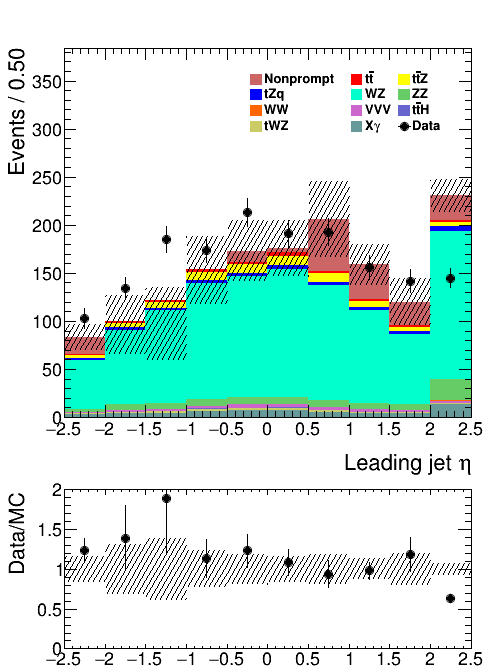 Events / 0.50
350
300
250
200
150
100
50
0
Nonprompt tt̄ tt̄Z
tZq WZ ZZ
WW VVV tt̄H
tWZ Xγ Data
−2.5 −2 −1.5 −1 −0.5 0 0.5 1 1.5 2 2.5
Leading jet η
Data/MC
2
1.5
1
0.5
0
−2.5 −2 −1.5 −1 −0.5 0 0.5 1 1.5 2 2.5